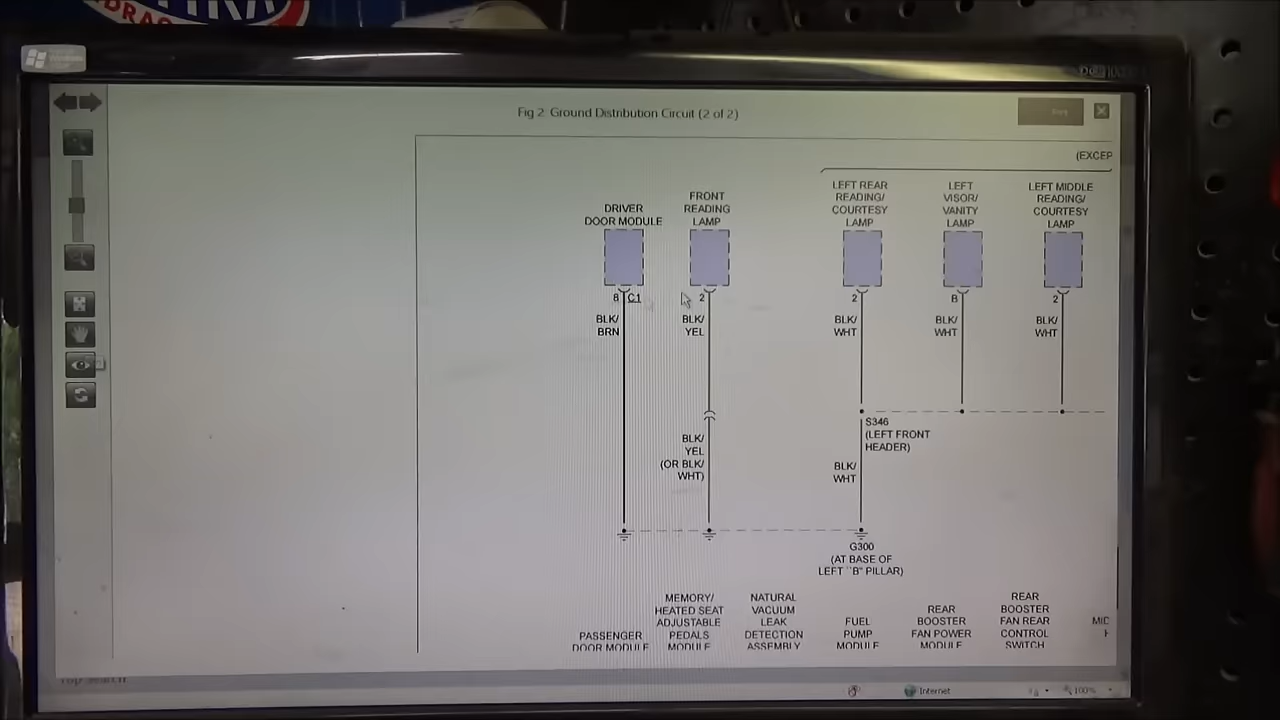 DRAG
Fig 2: Ground Distribution Circuit (2 of 2)
(EXCEP
DRIVER
DOOR MODULE
FRONT
READING
LAMP
LEFT REAR
READING/
COURTESY
LAMP
LEFT
VISOR/
VANITY
LAMP
LEFT MIDDLE
READING/
COURTESY
LAMP
8 C1
2
2
B
2
BLK/
BRN
BLK/
YEL
BLK/
WHT
BLK/
WHT
BLK/
WHT
S346
(LEFT FRONT
HEADER)
BLK/
YEL
(OR BLK/
WHT)
BLK/
WHT
G300
(AT BASE OF
LEFT ``B" PILLAR)
PASSENGER
DOOR MODULE
MEMORY/
HEATED SEAT
ADJUSTABLE
PEDALS
MODULE
NATURAL
VACUUM
LEAK
DETECTION
ASSEMBLY
FUEL
PUMP
MODULE
REAR
BOOSTER
FAN POWER
MODULE
REAR
BOOSTER
FAN REAR
CONTROL
SWITCH
MID
Internet
100%